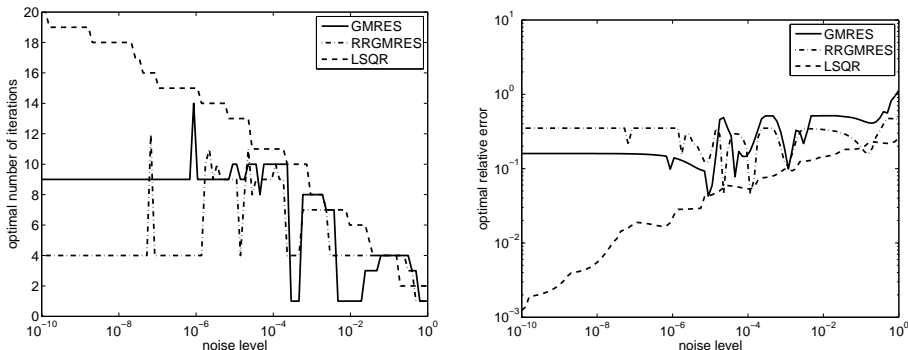 20
18
16
14
12
10
8
6
4
2
0
optimal number of iterations
10^-10
10^-8
10^-6
10^-4
10^-2
10^0
noise level
GMRES
RRGMRES
LSQR
10^1
10^0
10^-1
10^-2
10^-3
optimal relative error
10^-10
10^-8
10^-6
10^-4
10^-2
10^0
noise level
GMRES
RRGMRES
LSQR